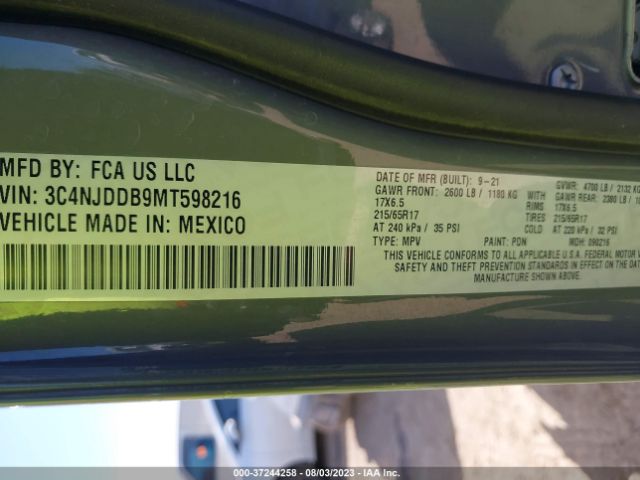 MFD BY: FCA US LLC
VIN: 3C4NJDDB9MT598216
VEHICLE MADE IN: MEXICO
DATE OF MFR (BUILT): 9-21 GVWR: 4700 LB / 2132
GAWR FRONT: 2600 LB / 1180 KG WITH GAWR REAR: 2380 LB /
17X6.5 RIMS 17X6.5
215/65R17 TIRES 215/65R17
AT 240 kPa / 35 PSI COLD AT 220 kPa / 32 PSI
TYPE: MPV PAINT: PDN MDH: 090216
THIS VEHICLE CONFORMS TO ALL APPLICABLE U.S.A. FEDERAL MOTOR
SAFETY AND THEFT PREVENTION STANDARDS IN EFFECT ON THE DATE OF
MANUFACTURE SHOWN ABOVE.
000-37244258 - 08/03/2023 - IAA Inc.